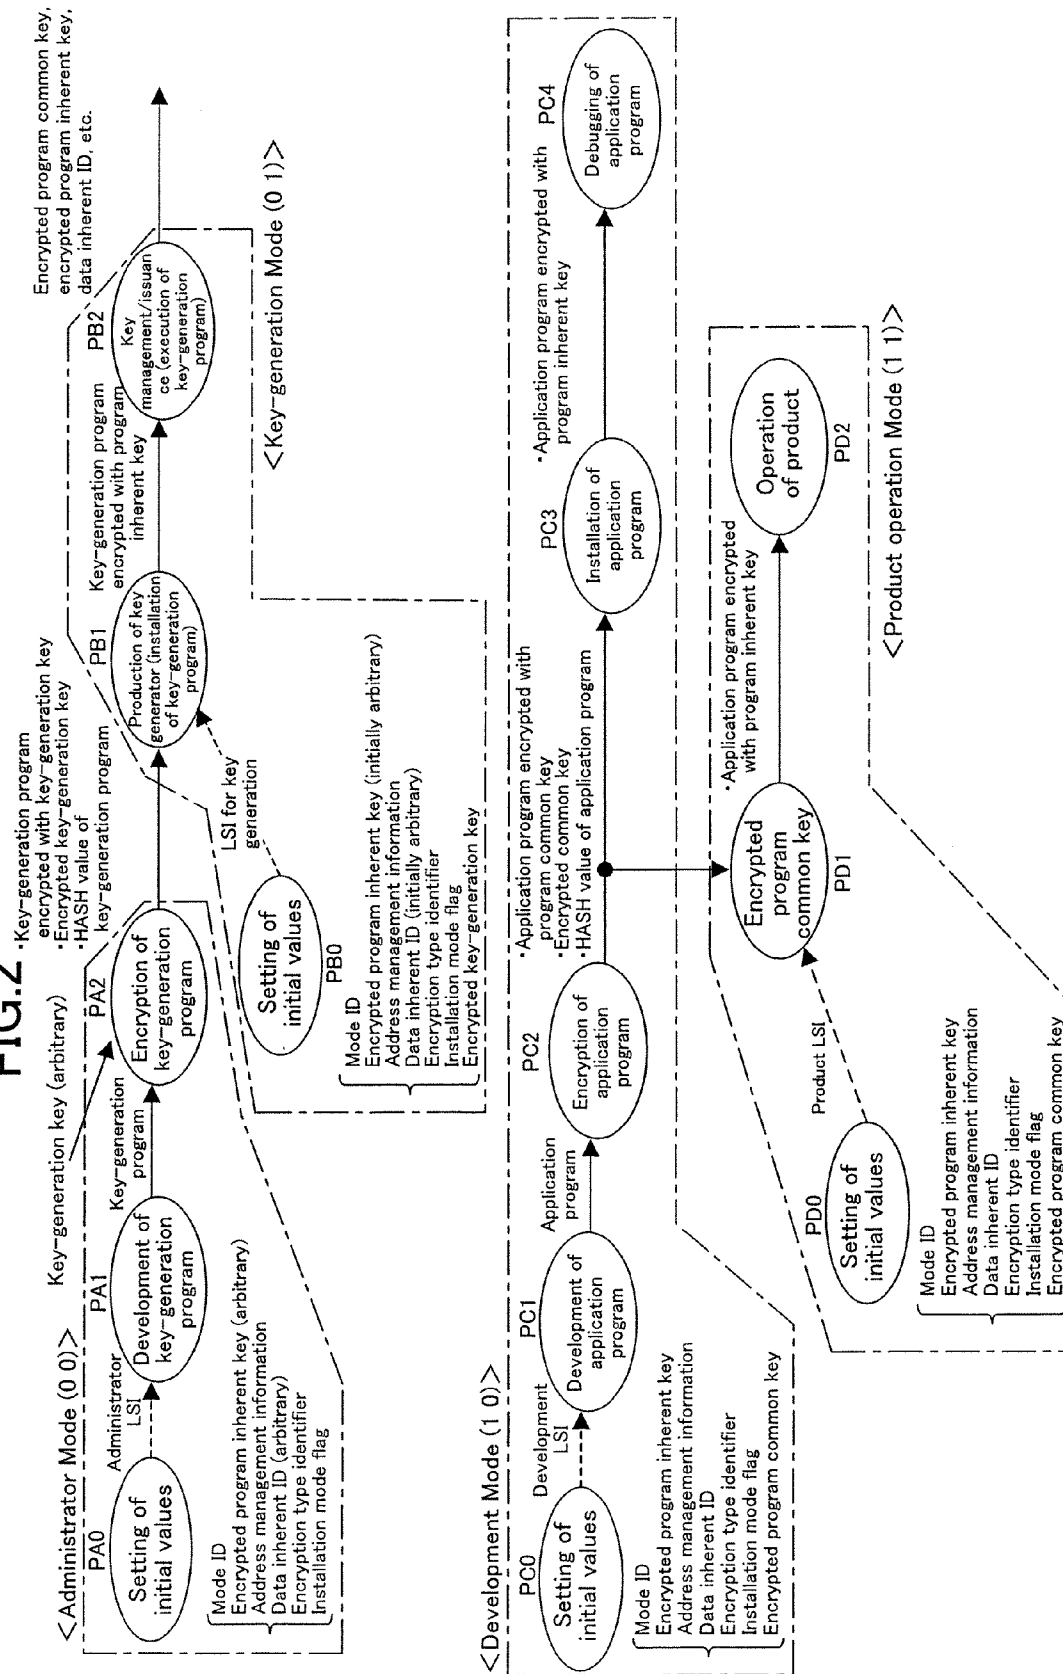 FIG.2
<Administrator Mode (0 0)>
PA0
Setting of
initial values
Administrator
LSI
PA1
Development of
key-generation
program
Key-generation
program
Key-generation key (arbitrary)
PA2
Encryption of
key-generation
program
・Key-generation program
encrypted with key-generation key
・Encrypted key-generation key
・HASH value of
key-generation program
Mode ID
Encrypted program inherent key (arbitrary)
Address management information
Data inherent ID (arbitrary)
Encryption type identifier
Installation mode flag
PB1
Production of key
generator (installation
of key-generation
program)
Key-generation program
encrypted with program
inherent key
PB2
Key
management/issuan
ce (execution of
key-generation
program)
Encrypted program common key,
encrypted program inherent key,
data inherent ID, etc.
<Key-generation Mode (0 1)>
LSI for key
generation
Setting of
initial values
PB0
Mode ID
Encrypted program inherent key (initially arbitrary)
Address management information
Data inherent ID (initially arbitrary)
Encryption type identifier
Installation mode flag
Encrypted key-generation key
<Development Mode (1 0)>
PC0
Setting of
initial values
Development
LSI
PC1
Development of
application
program
Application
program
PC2
Encryption of
application
program
・Application program encrypted with
program common key
・Encrypted common key
・HASH value of application program
PC3
Installation of
application
program
・Application program encrypted with
program inherent key
PC4
Debugging of
application
program
Mode ID
Encrypted program inherent key
Address management information
Data inherent ID
Encryption type identifier
Installation mode flag
Encrypted program common key
PD0
Setting of
initial values
Product LSI
Encrypted
program
common key
PD1
・Application program encrypted
with program inherent key
Operation
of product
PD2
<Product operation Mode (1 1)>
Mode ID
Encrypted program inherent key
Address management information
Data inherent ID
Encryption type identifier
Installation mode flag
Encrypted program common key